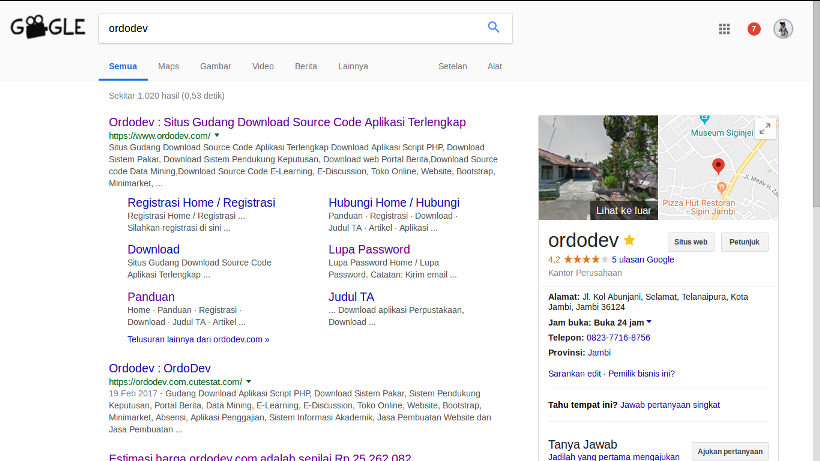 GOOGLE
ordodev
7
Semua Maps Gambar Video Berita Lainnya Setelan Alat
Sekitar 1.020 hasil (0,53 detik)
Ordodev : Situs Gudang Download Source Code Aplikasi Terlengkap
https://www.ordodev.com/
Situs Gudang Download Source Code Aplikasi Terlengkap Download Aplikasi Script PHP, Download
Sistem Pakar, Download Sistem Pendukung Keputusan, Download web Portal Berita,Download Source
code Data Mining,Download Source Code E-Learning, E-Discussion, Toko Online, Website, Bootstrap,
Minimarket, ...
Registrasi Home / Registrasi
Registrasi Home / Registrasi ...
Silahkan registrasi di sini ...
Hubungi Home / Hubungi
Panduan · Registrasi · Download ·
Judul TA · Artikel · Aplikasi ...
Download
Situs Gudang Download Source Code
Aplikasi Terlengkap ...
Lupa Password
Lupa Password Home / Lupa
Password. Catatan: Kirim email ...
Panduan
Home · Panduan · Registrasi ·
Download · Judul TA · Artikel ...
Judul TA
... Download aplikasi Perpustakaan,
Download ...
Telusuran lainnya dari ordodev.com »
Ordodev : OrdoDev
https://ordodev.com.cutestat.com/
19 Feb 2017 - Gudang Download Aplikasi Script PHP, Download Sistem Pakar, Sistem Pendukung
Keputusan, Portal Berita, Data Mining, E-Learning, E-Discussion, Toko Online, Website, Bootstrap,
Minimarket, Absensi, Aplikasi Penggajian, Sistem Informasi Akademik, Jasa Pembuatan Website dan
Jasa Pembuatan ...
Estimasi harga ordodev.com adalah senilai Rp 25.262.082
Lihat ke luar
Museum Siginjei
Pizza Hut Restoran
- Sipin Jambi
ordodev
Situs web
Petunjuk
4,2 5 ulasan Google
Kantor Perusahaan
Alamat: Jl. Kol Abunjani, Selamat, Telanaipura, Kota
Jambi, Jambi 36124
Jam buka: Buka 24 jam
Telepon: 0823-7716-8756
Provinsi: Jambi
Sarankan edit · Pemilik bisnis ini?
Tahu tempat ini? Jawab pertanyaan singkat
Tanya Jawab
Jadilah yang pertama mengajukan
Ajukan pertanyaan